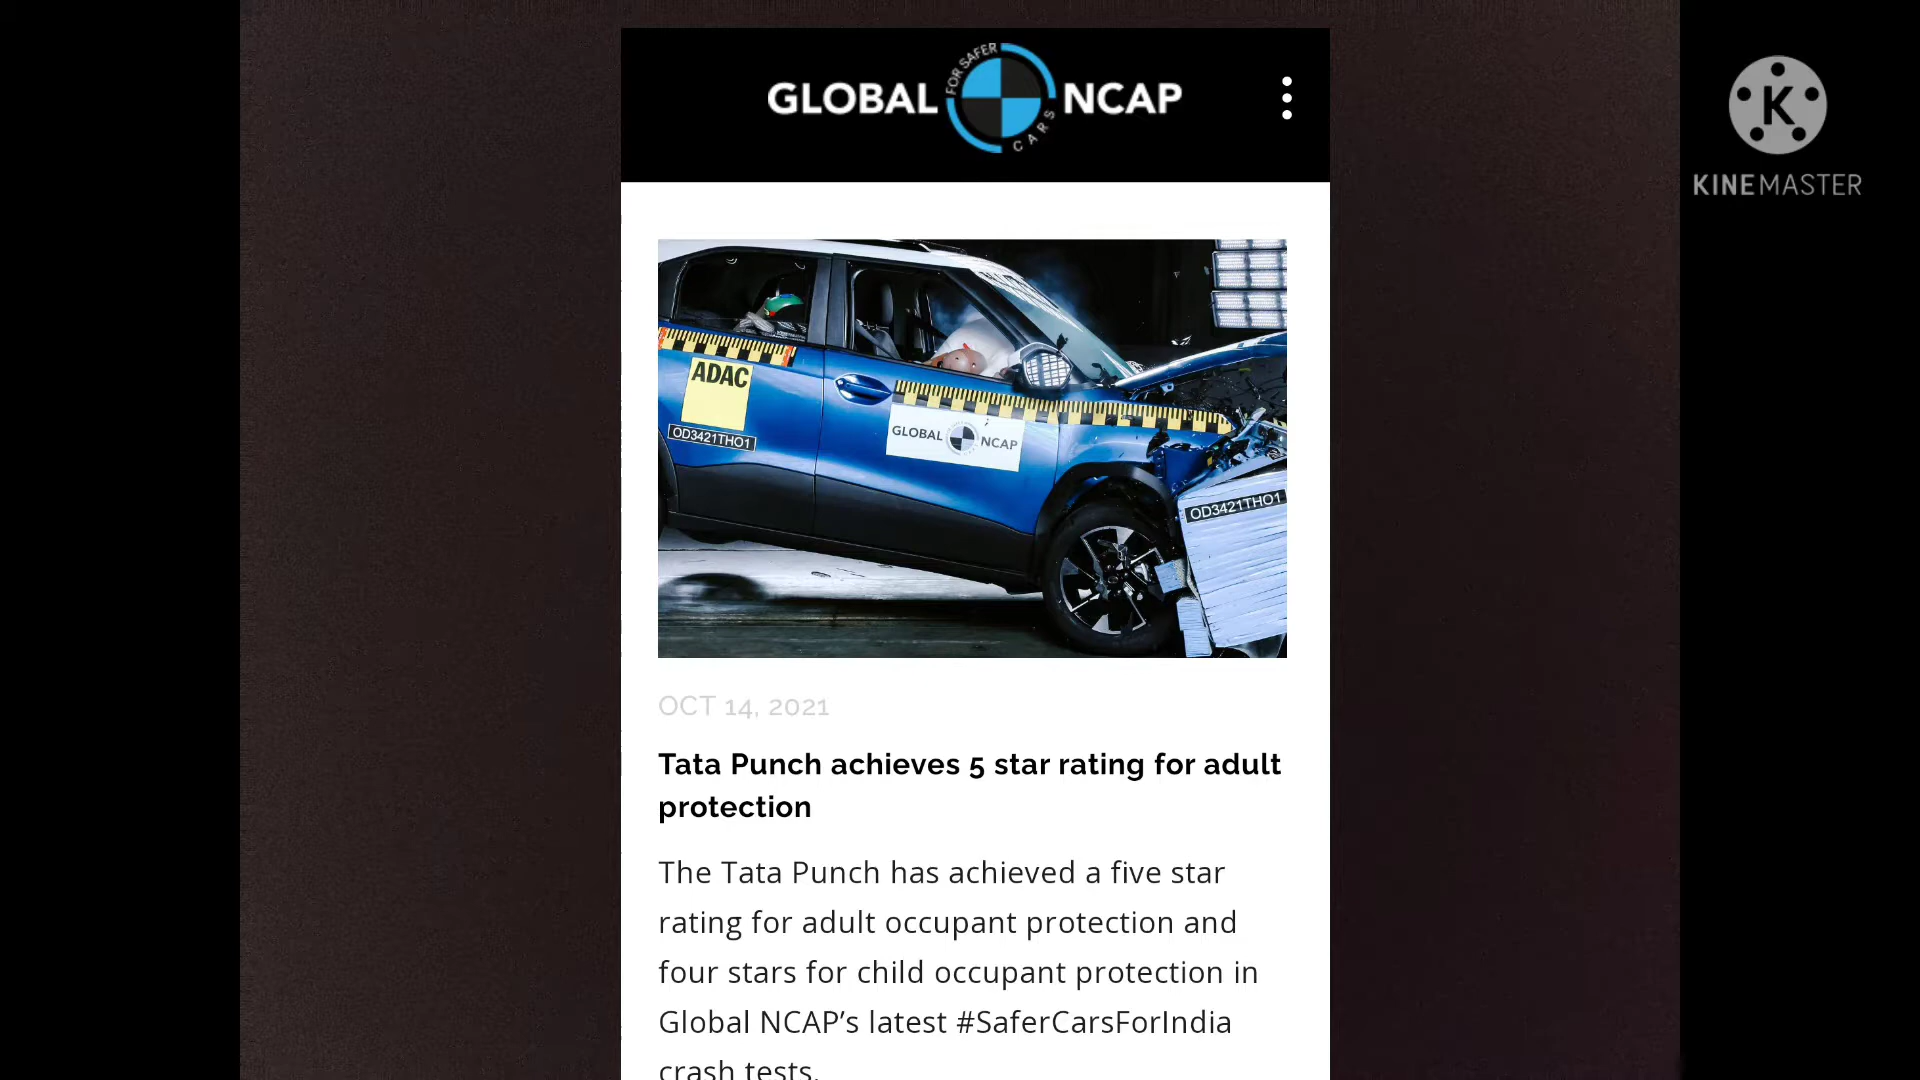 GLOBAL FOR SAFER CARS NCAP
KINEMASTER
ADAC
OD3421THO1
GLOBAL NCAP
OD3421THO1
OCT 14, 2021
Tata Punch achieves 5 star rating for adult
protection
The Tata Punch has achieved a five star
rating for adult occupant protection and
four stars for child occupant protection in
Global NCAP’s latest #SaferCarsForIndia
crash tests.